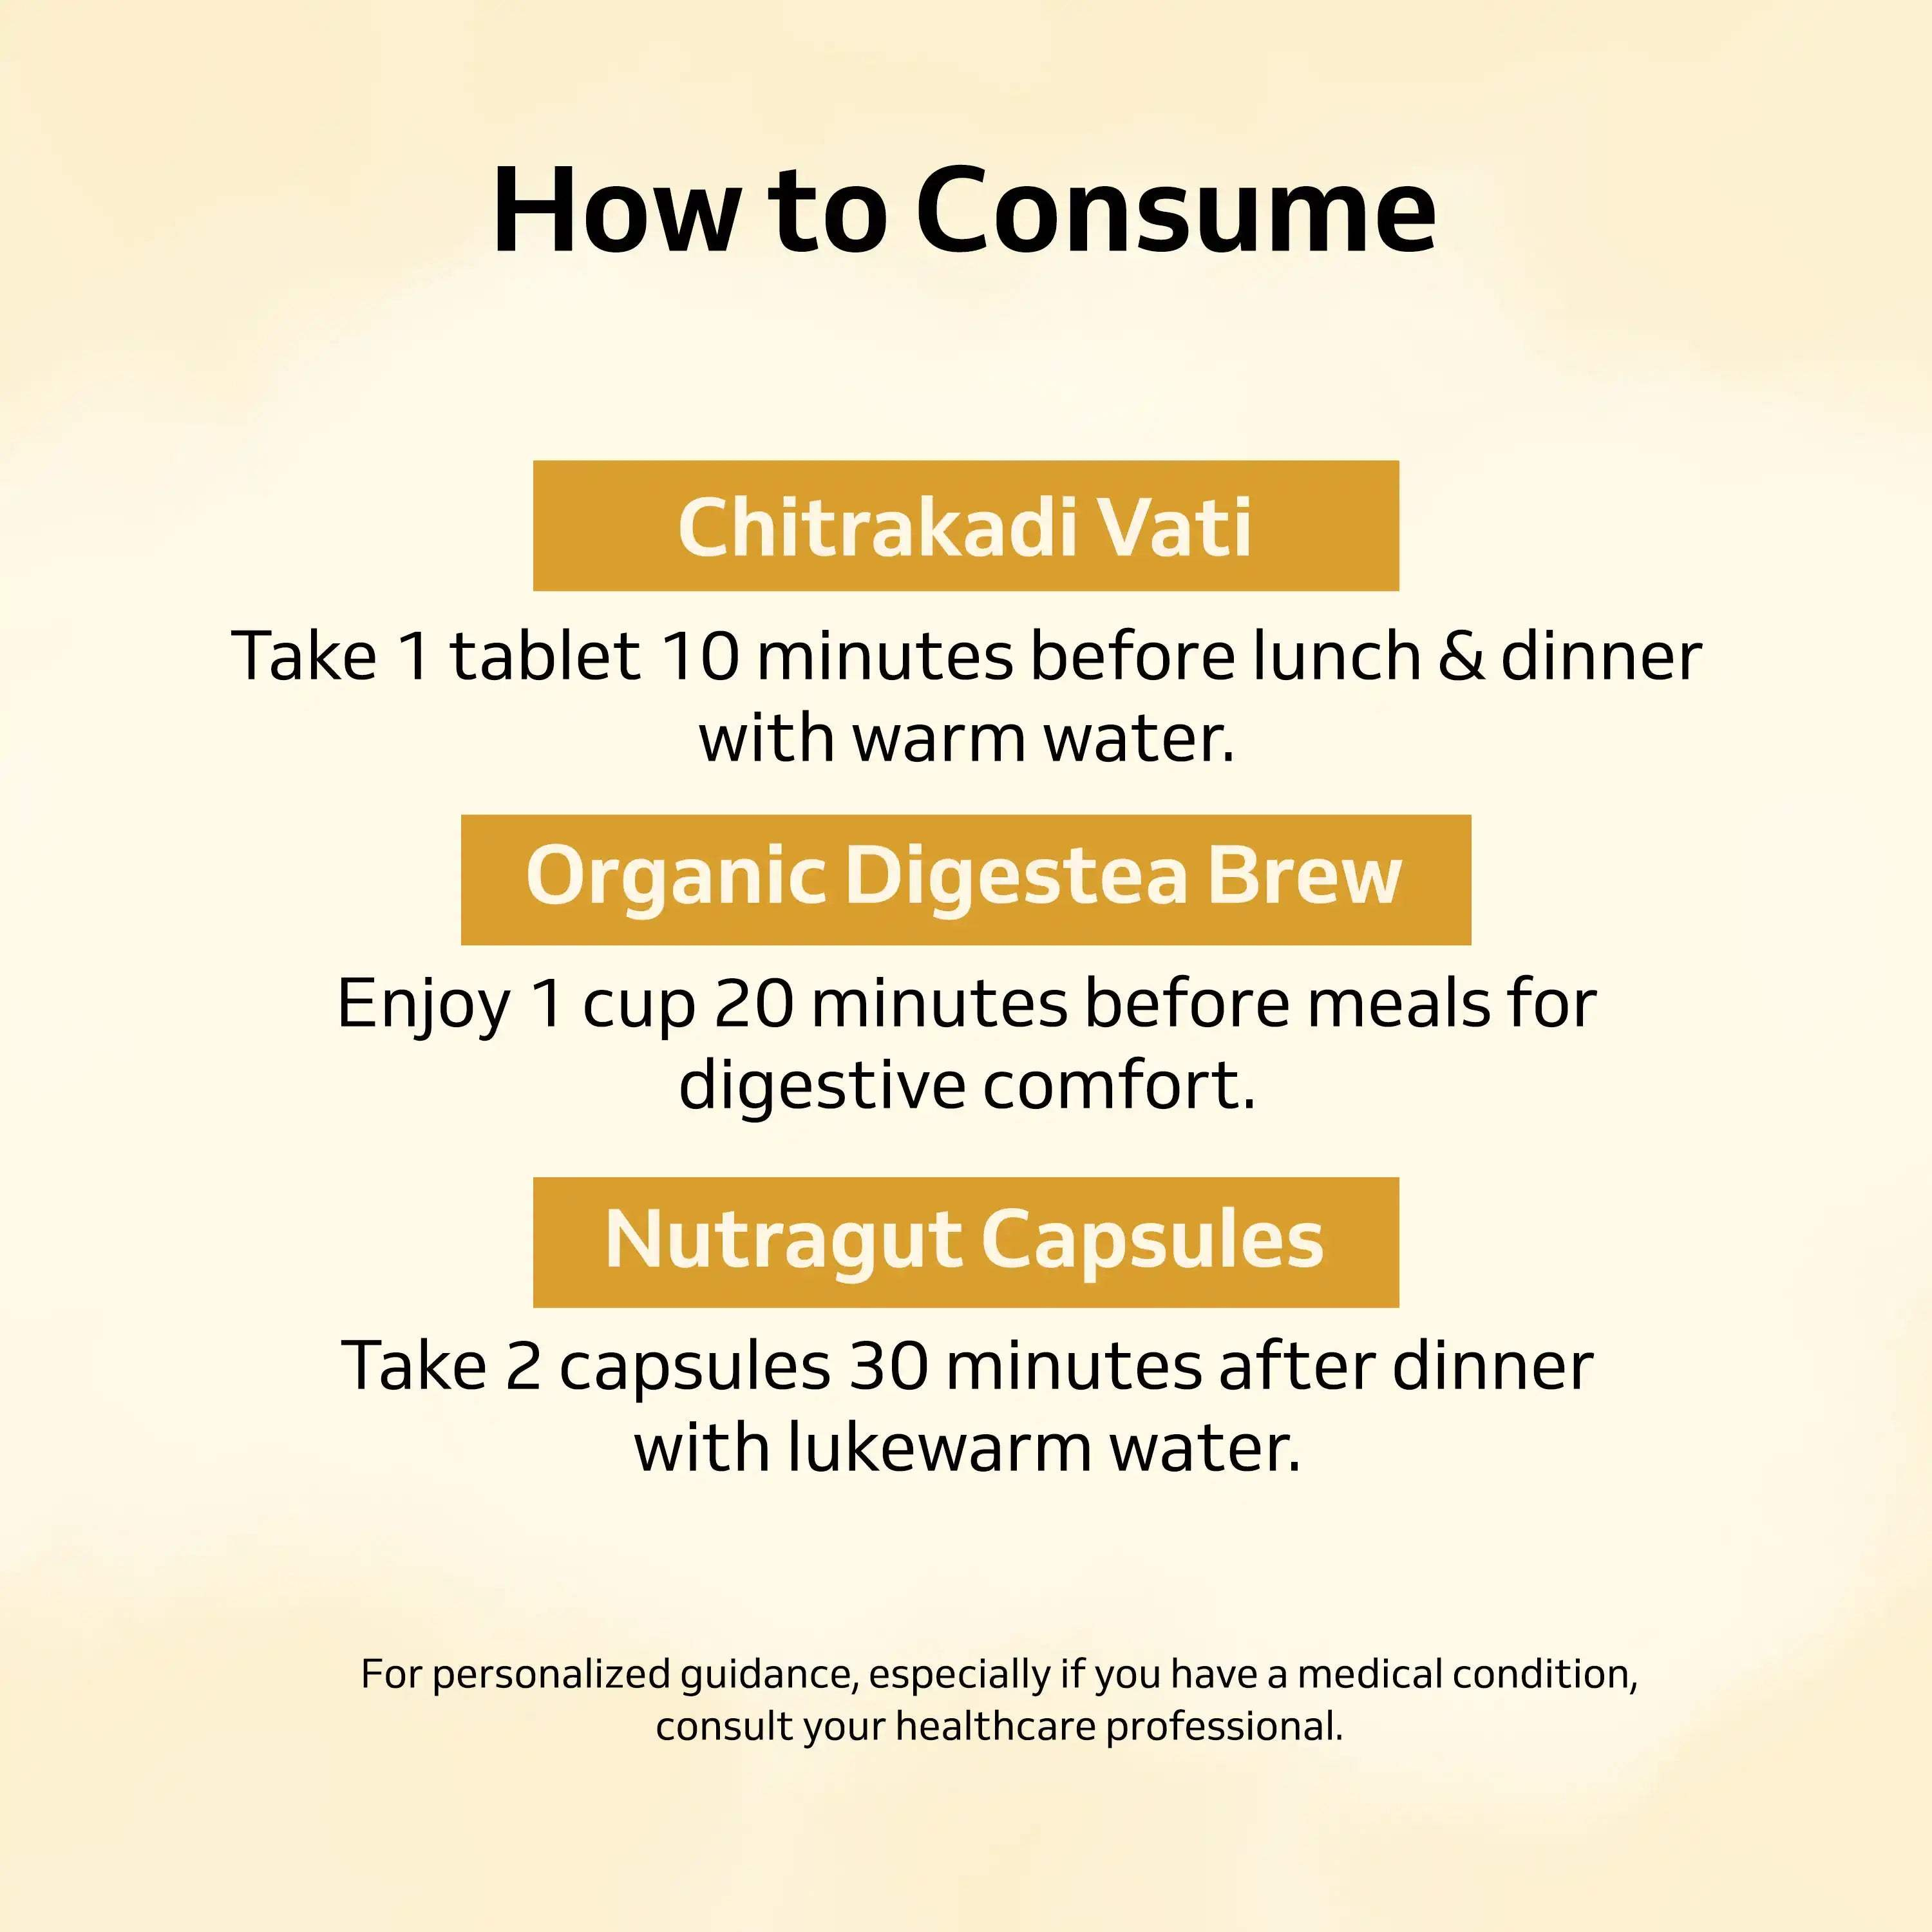 How to Consume
Chitrakadi Vati
Take 1 tablet 10 minutes before lunch & dinner
with warm water.
Organic Digestea Brew
Enjoy 1 cup 20 minutes before meals for
digestive comfort.
Nutragut Capsules
Take 2 capsules 30 minutes after dinner
with lukewarm water.
For personalized guidance, especially if you have a medical condition,
consult your healthcare professional.